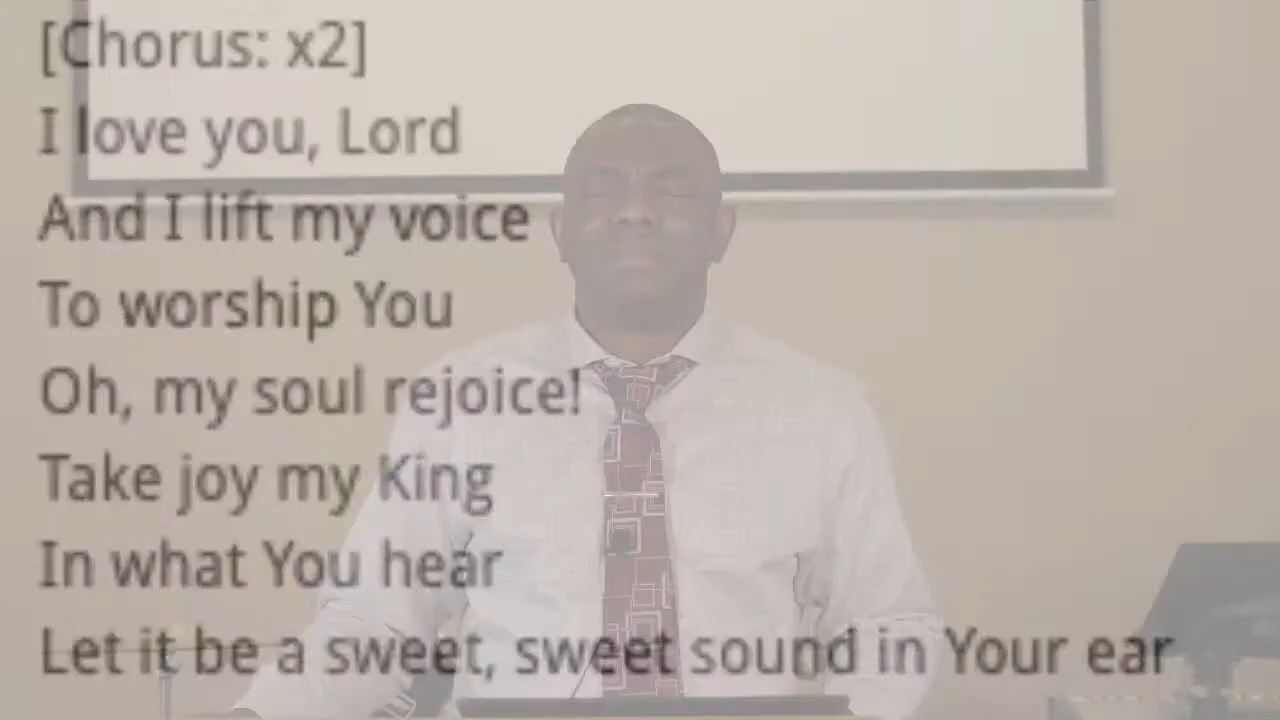 [Chorus: x2]
I love you, Lord
And I lift my voice
To worship You
Oh, my soul rejoice!
Take joy my King
In what You hear
Let it be a sweet, sweet sound in Your ear